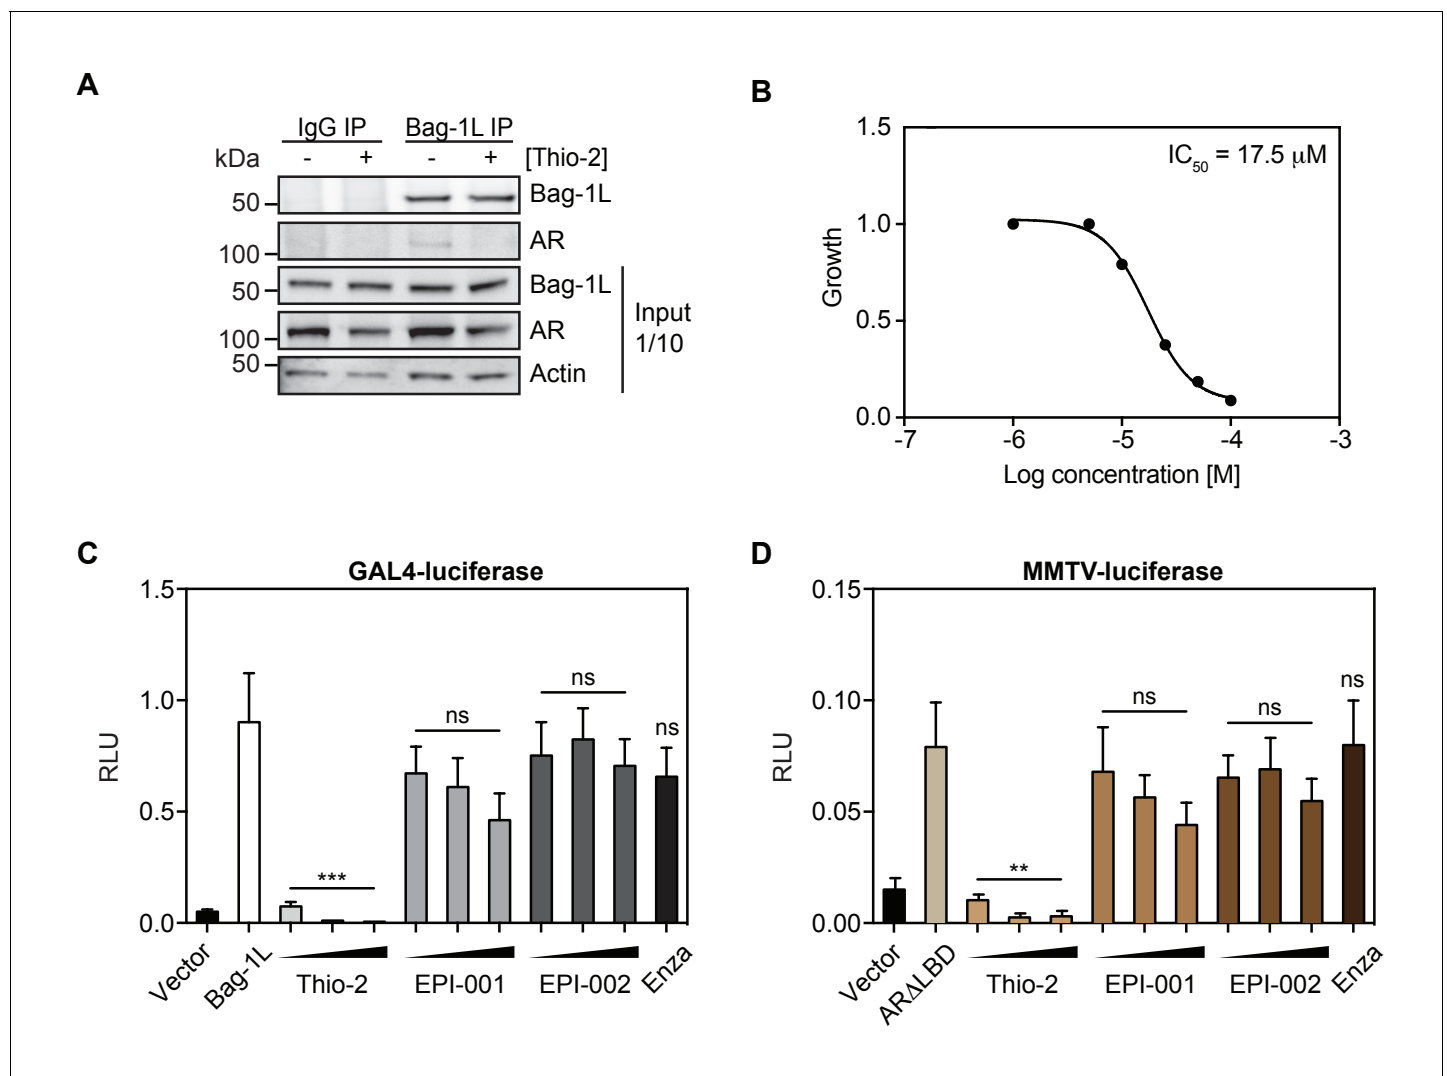 A
IgG IP Bag-1L IP
kDa - + - + [Thio-2]
50 Bag-1L
100 AR
50 Bag-1L
100 AR
50 Actin
Input
1/10
B
1.5
1.0
0.5
0.0
Growth
IC50 = 17.5 µM
-7 -6 -5 -4 -3
Log concentration [M]
C
GAL4-luciferase
1.5
1.0
0.5
0.0
RLU
*** ns ns ns
Vector Bag-1L Thio-2 EPI-001 EPI-002 Enza
D
MMTV-luciferase
0.15
0.10
0.05
0.00
RLU
** ns ns ns
Vector ARΔLBD Thio-2 EPI-001 EPI-002 Enza